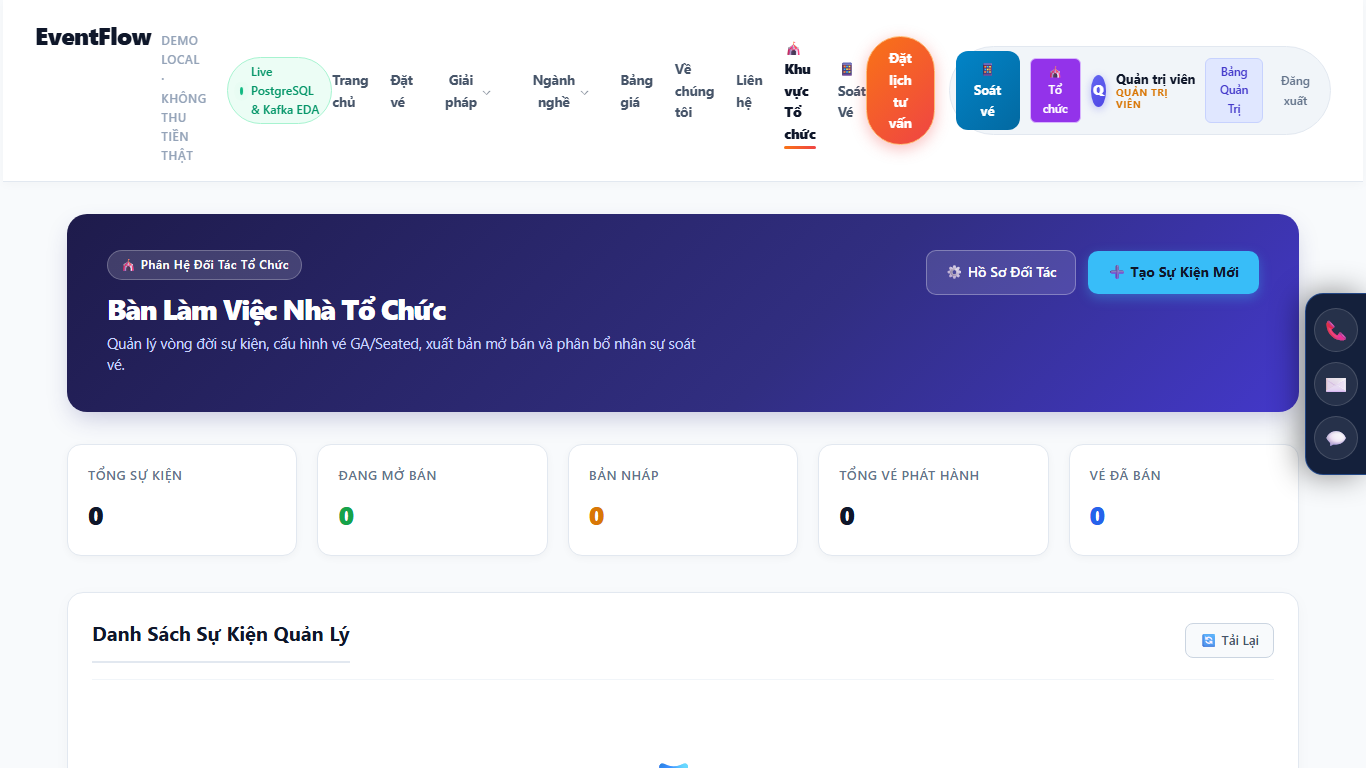 EventFlow
DEMO
LOCAL
·
KHÔNG
THU
TIỀN
THẬT
Live
PostgreSQL
& Kafka EDA
Trang
chủ
Đặt
vé
Giải
pháp
Ngành
nghề
Bảng
giá
Về
chúng
tôi
Liên
hệ
Khu
vực
Tổ
chức
Soát
Vé
Đặt
lịch
tư
vấn
Soát
vé
Tổ
chức
Q
Quản trị viên
QUẢN TRỊ
VIÊN
Bảng
Quản
Trị
Đăng
xuất
Phân Hệ Đối Tác Tổ Chức
Bàn Làm Việc Nhà Tổ Chức
Quản lý vòng đời sự kiện, cấu hình vé GA/Seated, xuất bản mở bán và phân bổ nhân sự soát
vé.
Hồ Sơ Đối Tác
Tạo Sự Kiện Mới
TỔNG SỰ KIỆN
0
ĐANG MỞ BÁN
0
BẢN NHÁP
0
TỔNG VÉ PHÁT HÀNH
0
VÉ ĐÃ BÁN
0
Danh Sách Sự Kiện Quản Lý
Tải Lại